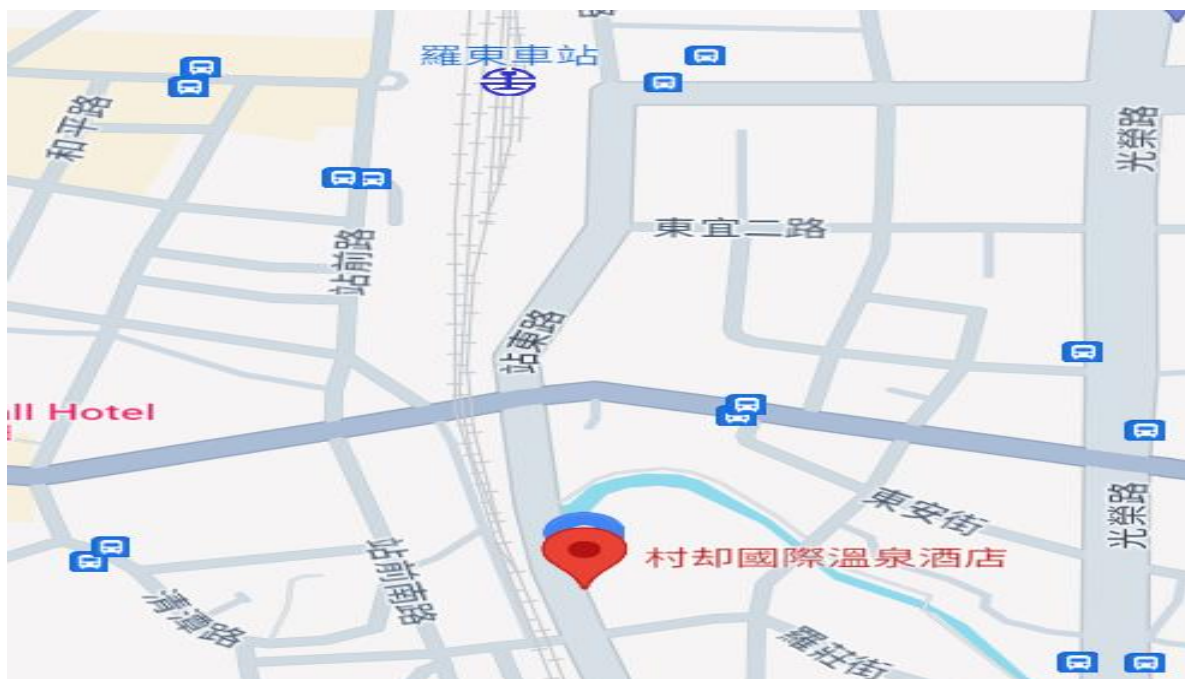 羅東車站
和平路
光榮路
東宜二路
站前路
站東路
all Hotel
東安街
光榮路
村却國際溫泉酒店
站前南路
清潭路
羅莊街